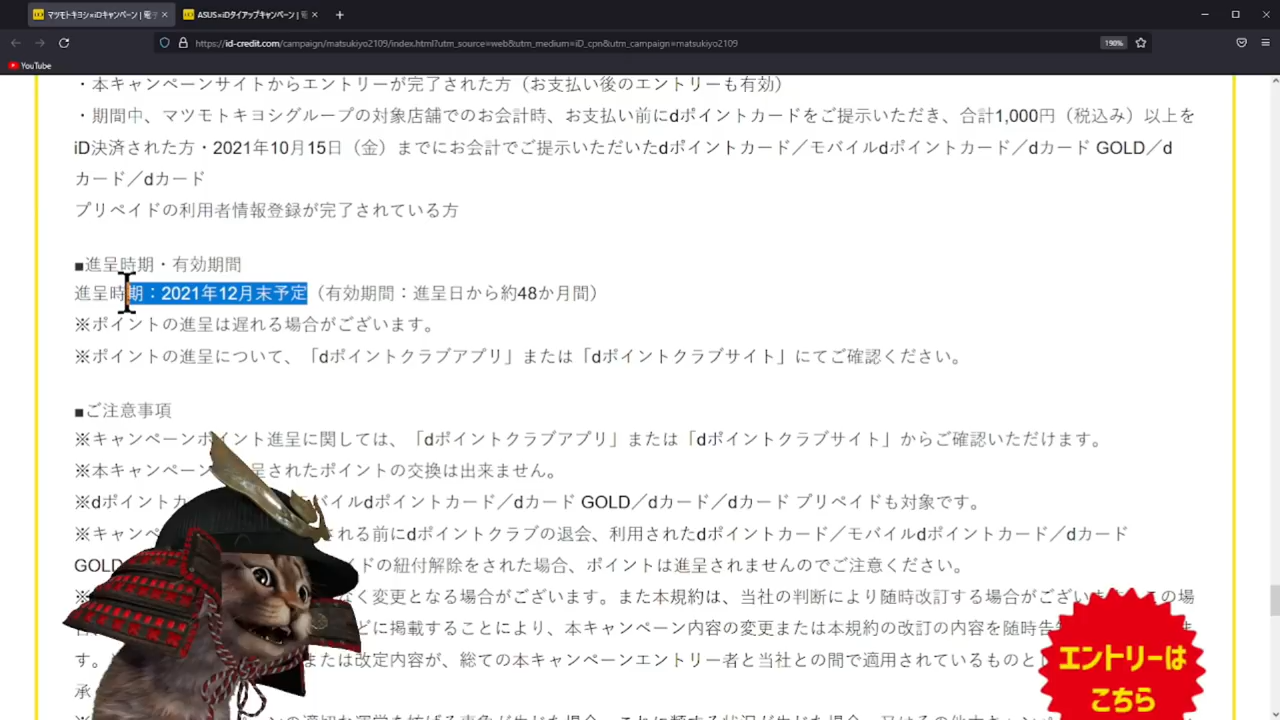 マツモトキヨシ×iDキャンペーン | 電子
ASUS×iDタイアップキャンペーン | 電
https://id-credit.com/campaign/matsukiyo2109/index.html?utm_source=web&utm_medium=iD_cpn&utm_campaign=matsukiyo2109
190%
YouTube
・本キャンペーンサイトからエントリーが完了された方（お支払い後のエントリーも有効）
・期間中、マツモトキヨシグループの対象店舗でのお会計時、お支払い前にdポイントカードをご提示いただき、合計1,000円（税込み）以上を
iD決済された方・2021年10月15日（金）までにお会計でご提示いただいたdポイントカード／モバイルdポイントカード／dカード GOLD／d
カード／dカード
プリペイドの利用者情報登録が完了されている方
■進呈時期・有効期間
進呈時期：2021年12月末予定（有効期間：進呈日から約48か月間）
※ポイントの進呈は遅れる場合がございます。
※ポイントの進呈について、「dポイントクラブアプリ」または「dポイントクラブサイト」にてご確認ください。
■ご注意事項
※キャンペーンポイント進呈に関しては、「dポイントクラブアプリ」または「dポイントクラブサイト」からご確認いただけます。
※本キャンペーン 呈されたポイントの交換は出来ません。
※dポイントカ モバイルdポイントカード／dカード GOLD／dカード／dカード プリペイドも対象です。
※キャンペ される前にdポイントクラブの退会、利用されたdポイントカード／モバイルdポイントカード／dカード
GOL イドの紐付解除をされた場合、ポイントは進呈されませんのでご注意ください。
※ なく変更となる場合がございます。また本規約は、当社の判断により随時改訂する場合がござい この場
どに掲載することにより、本キャンペーン内容の変更または本規約の改訂の内容を随時告 ま
す。 または改定内容が、総ての本キャンペーンエントリー者と当社との間で適用されているものと
承
エントリーは
こちら